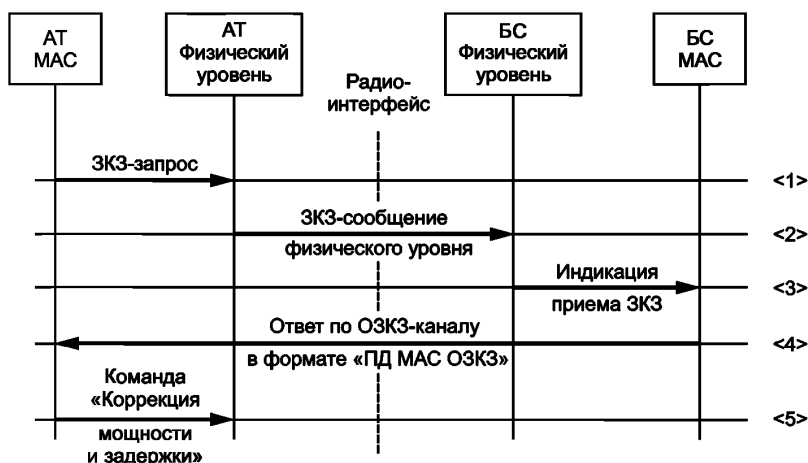 АТ
МАС
АТ
Физический
уровень
Радио-
интерфейс
БС
Физический
уровень
БС
МАС
ЗКЗ-запрос
<1>
ЗКЗ-сообщение
физического уровня
<2>
Индикация
приема ЗКЗ
<3>
Ответ по ОЗКЗ-каналу
в формате «ПД МАС ОЗКЗ»
<4>
Команда
«Коррекция
мощности
и задержки»
<5>